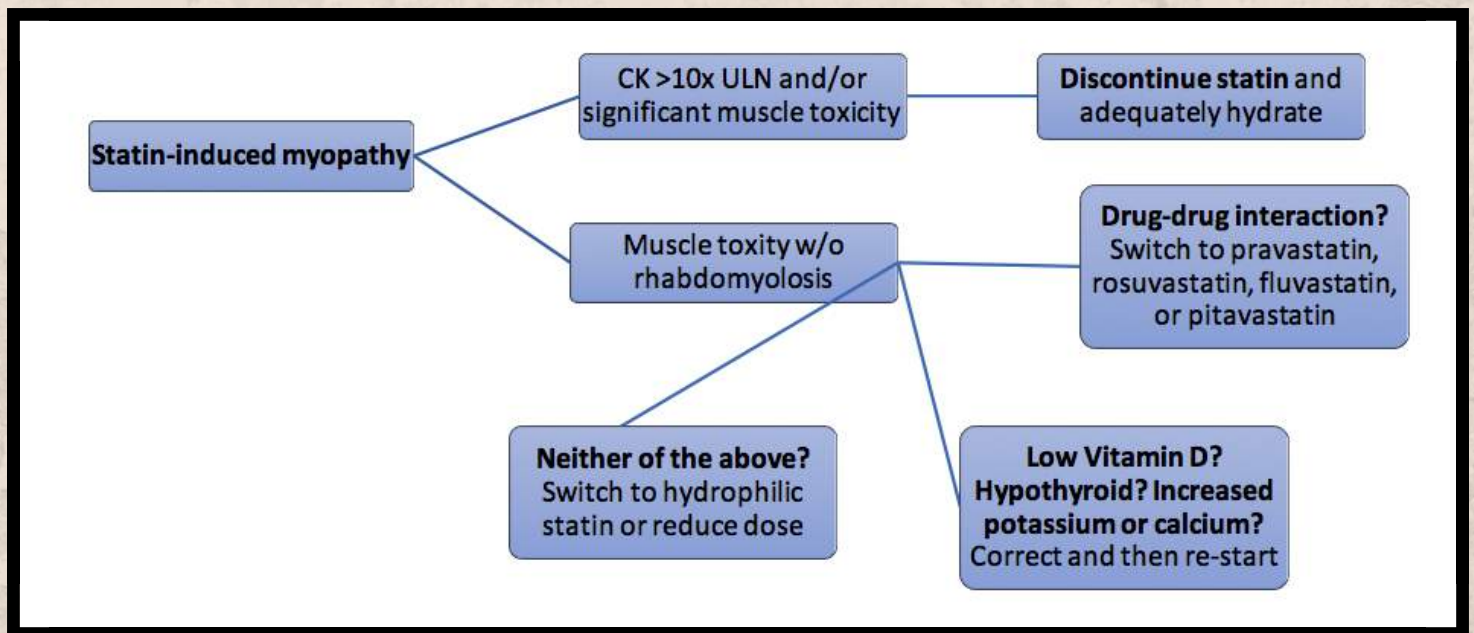 Statin-induced myopathy
CK >10x ULN and/or
significant muscle toxicity
Discontinue statin and
adequately hydrate
Muscle toxity w/o
rhabdomyolosis
Drug-drug interaction?
Switch to pravastatin,
rosuvastatin, fluvastatin,
or pitavastatin
Neither of the above?
Switch to hydrophilic
statin or reduce dose
Low Vitamin D?
Hypothyroid? Increased
potassium or calcium?
Correct and then re-start